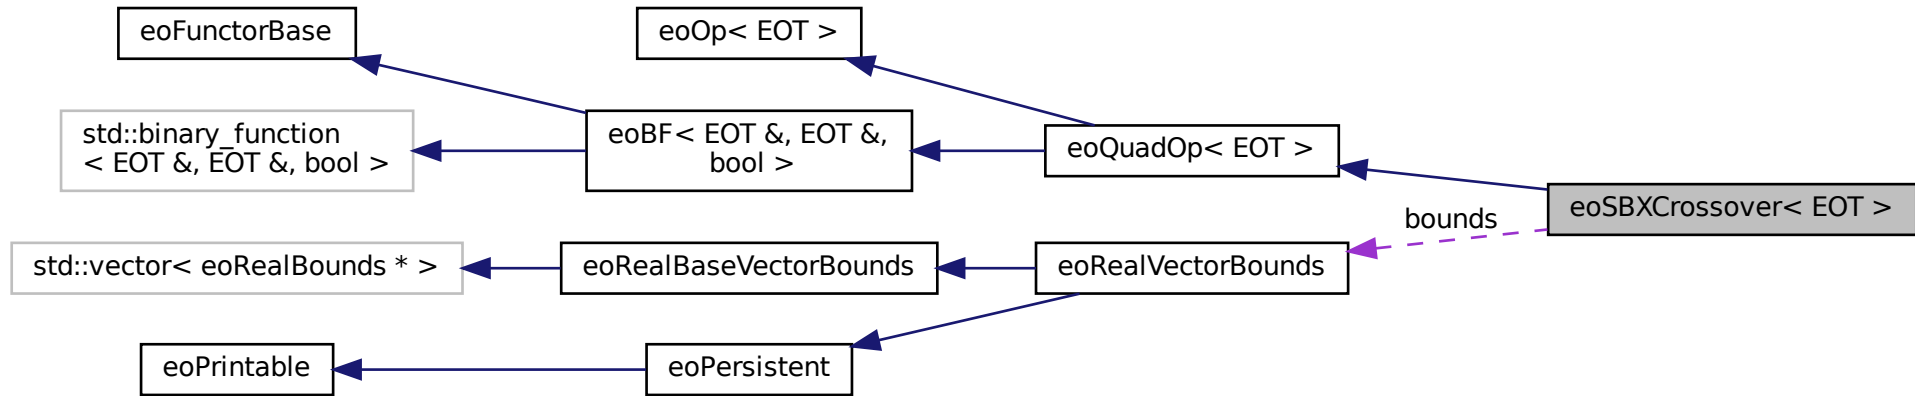 eoFunctorBase
eoOp< EOT >
std::binary_function
< EOT &, EOT &, bool >
eoBF< EOT &, EOT &,
bool >
eoQuadOp< EOT >
eoSBXCrossover< EOT >
bounds
std::vector< eoRealBounds * >
eoRealBaseVectorBounds
eoRealVectorBounds
eoPrintable
eoPersistent